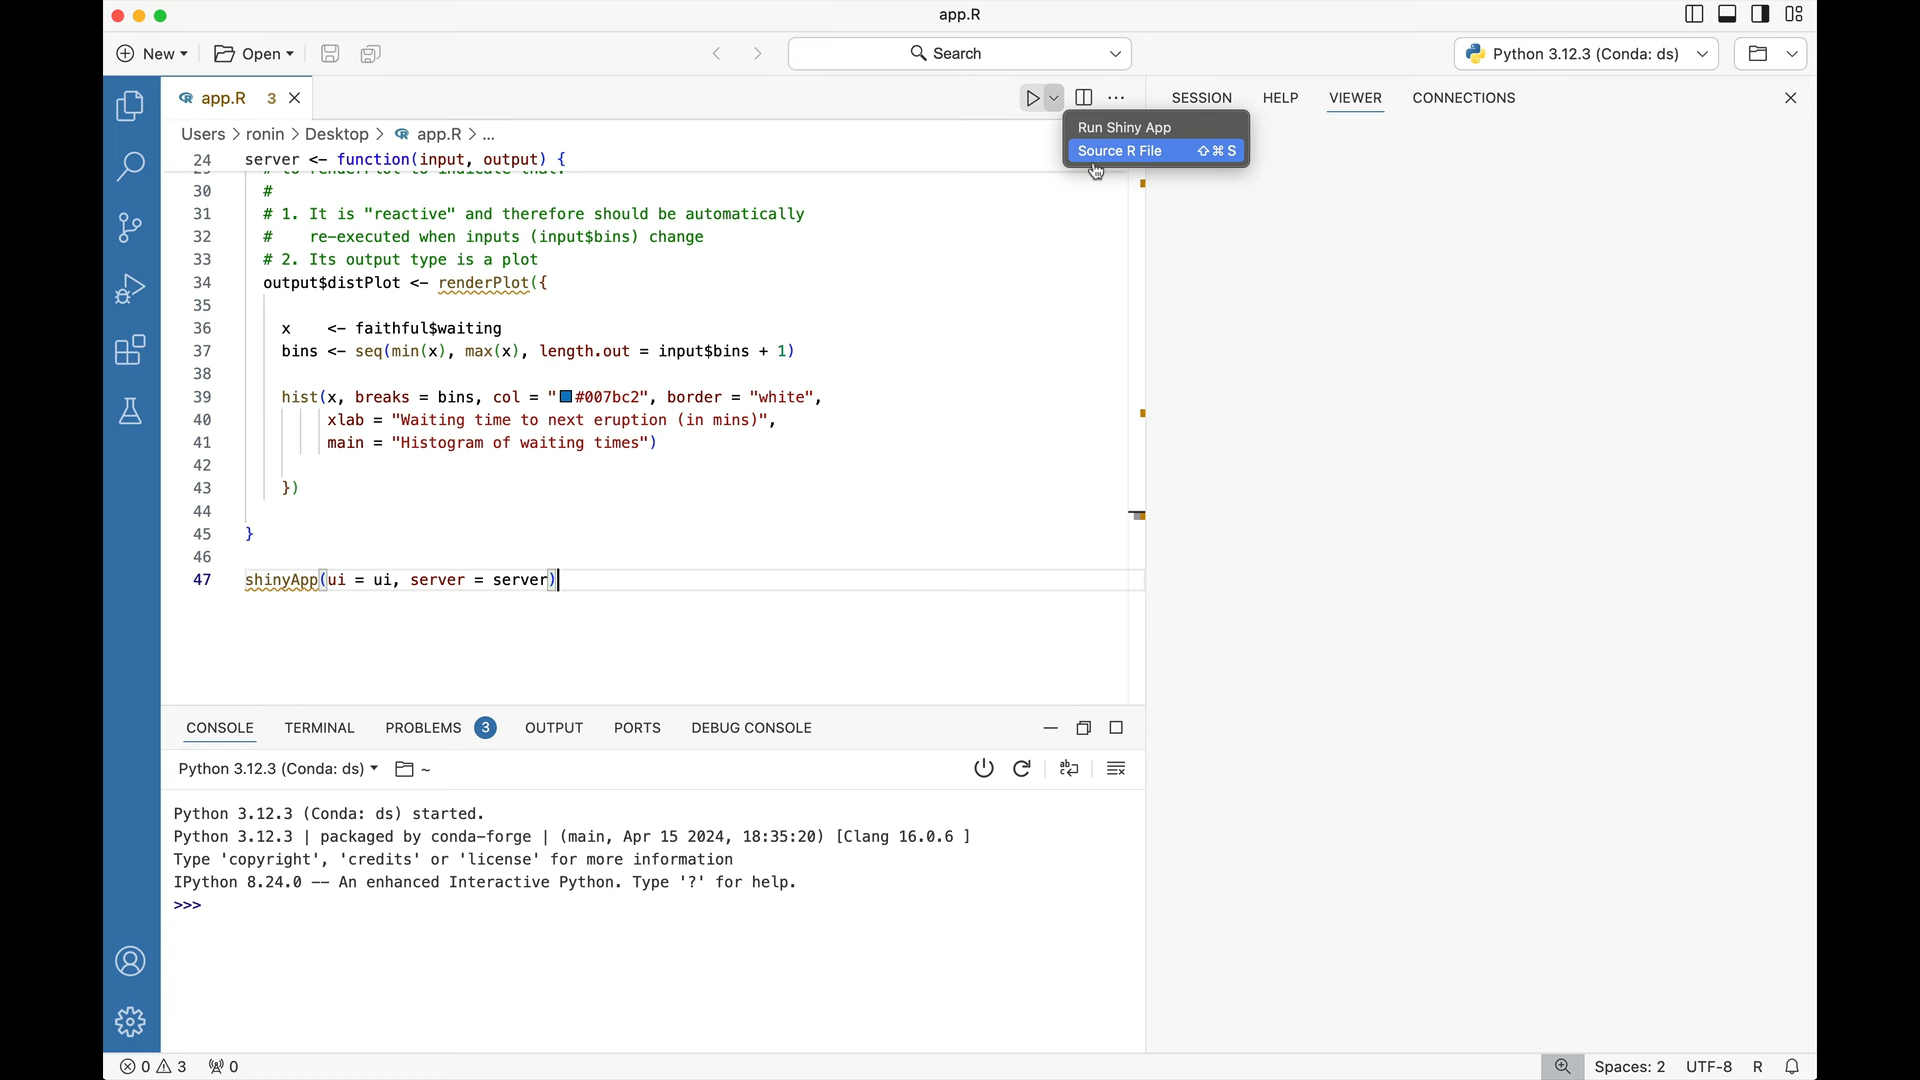 app.R
New
Open
Search
Python 3.12.3 (Conda: ds)
app.R 3
SESSION HELP VIEWER CONNECTIONS
Run Shiny App
Source R File ⇧⌘S
Users > ronin > Desktop > app.R > ...
24 server <- function(input, output) {
29 # to renderPlot to indicate that:
30 #
31 # 1. It is "reactive" and therefore should be automatically
32 #    re-executed when inputs (input$bins) change
33 # 2. Its output type is a plot
34 output$distPlot <- renderPlot({
35
36 x    <- faithful$waiting
37 bins <- seq(min(x), max(x), length.out = input$bins + 1)
38
39 hist(x, breaks = bins, col = "#007bc2", border = "white",
40 xlab = "Waiting time to next eruption (in mins)",
41 main = "Histogram of waiting times")
42
43 })
44
45 }
46
47 shinyApp(ui = ui, server = server)
CONSOLE TERMINAL PROBLEMS 3 OUTPUT PORTS DEBUG CONSOLE
Python 3.12.3 (Conda: ds) ~
Python 3.12.3 (Conda: ds) started.
Python 3.12.3 | packaged by conda-forge | (main, Apr 15 2024, 18:35:20) [Clang 16.0.6 ]
Type 'copyright', 'credits' or 'license' for more information
IPython 8.24.0 -- An enhanced Interactive Python. Type '?' for help.
>>>
0 3 0
Spaces: 2 UTF-8 R